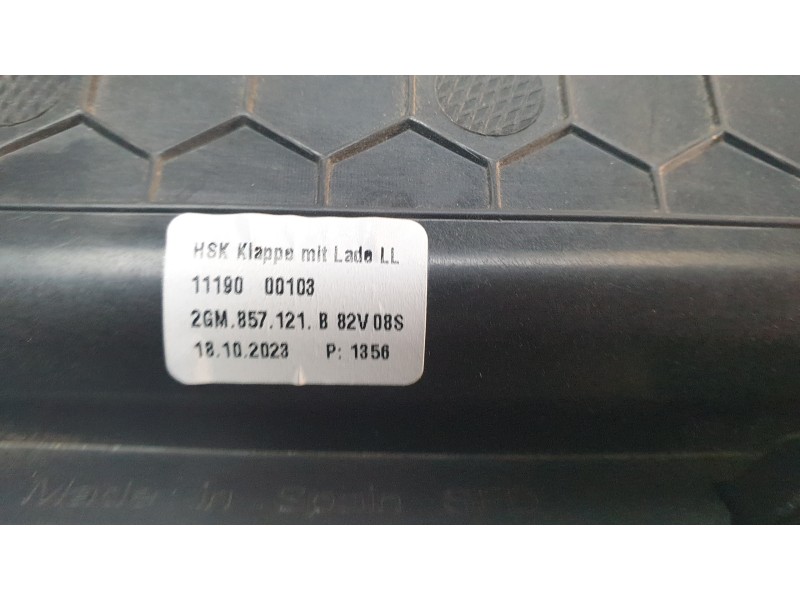 HSK Klappe mit Lade LL
11190 00103
2GM.857.121. B 82V 08S
18.10.2023 P: 1356
Made in Spain